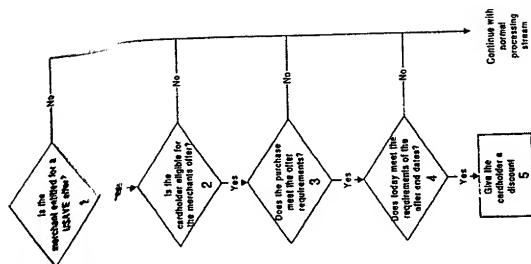 Is the
merchant entitled for a
USAVE offer?
No
Yes
Is the
cardholder eligible for
the merchants offer?
2
No
Yes
Does the purchase
meet the offer
requirements?
3
No
Yes
Does today meet the
requirements of the
offer end dates?
4
No
Yes
Give the
cardholder a
discount
5
Continue with
normal
processing
stream